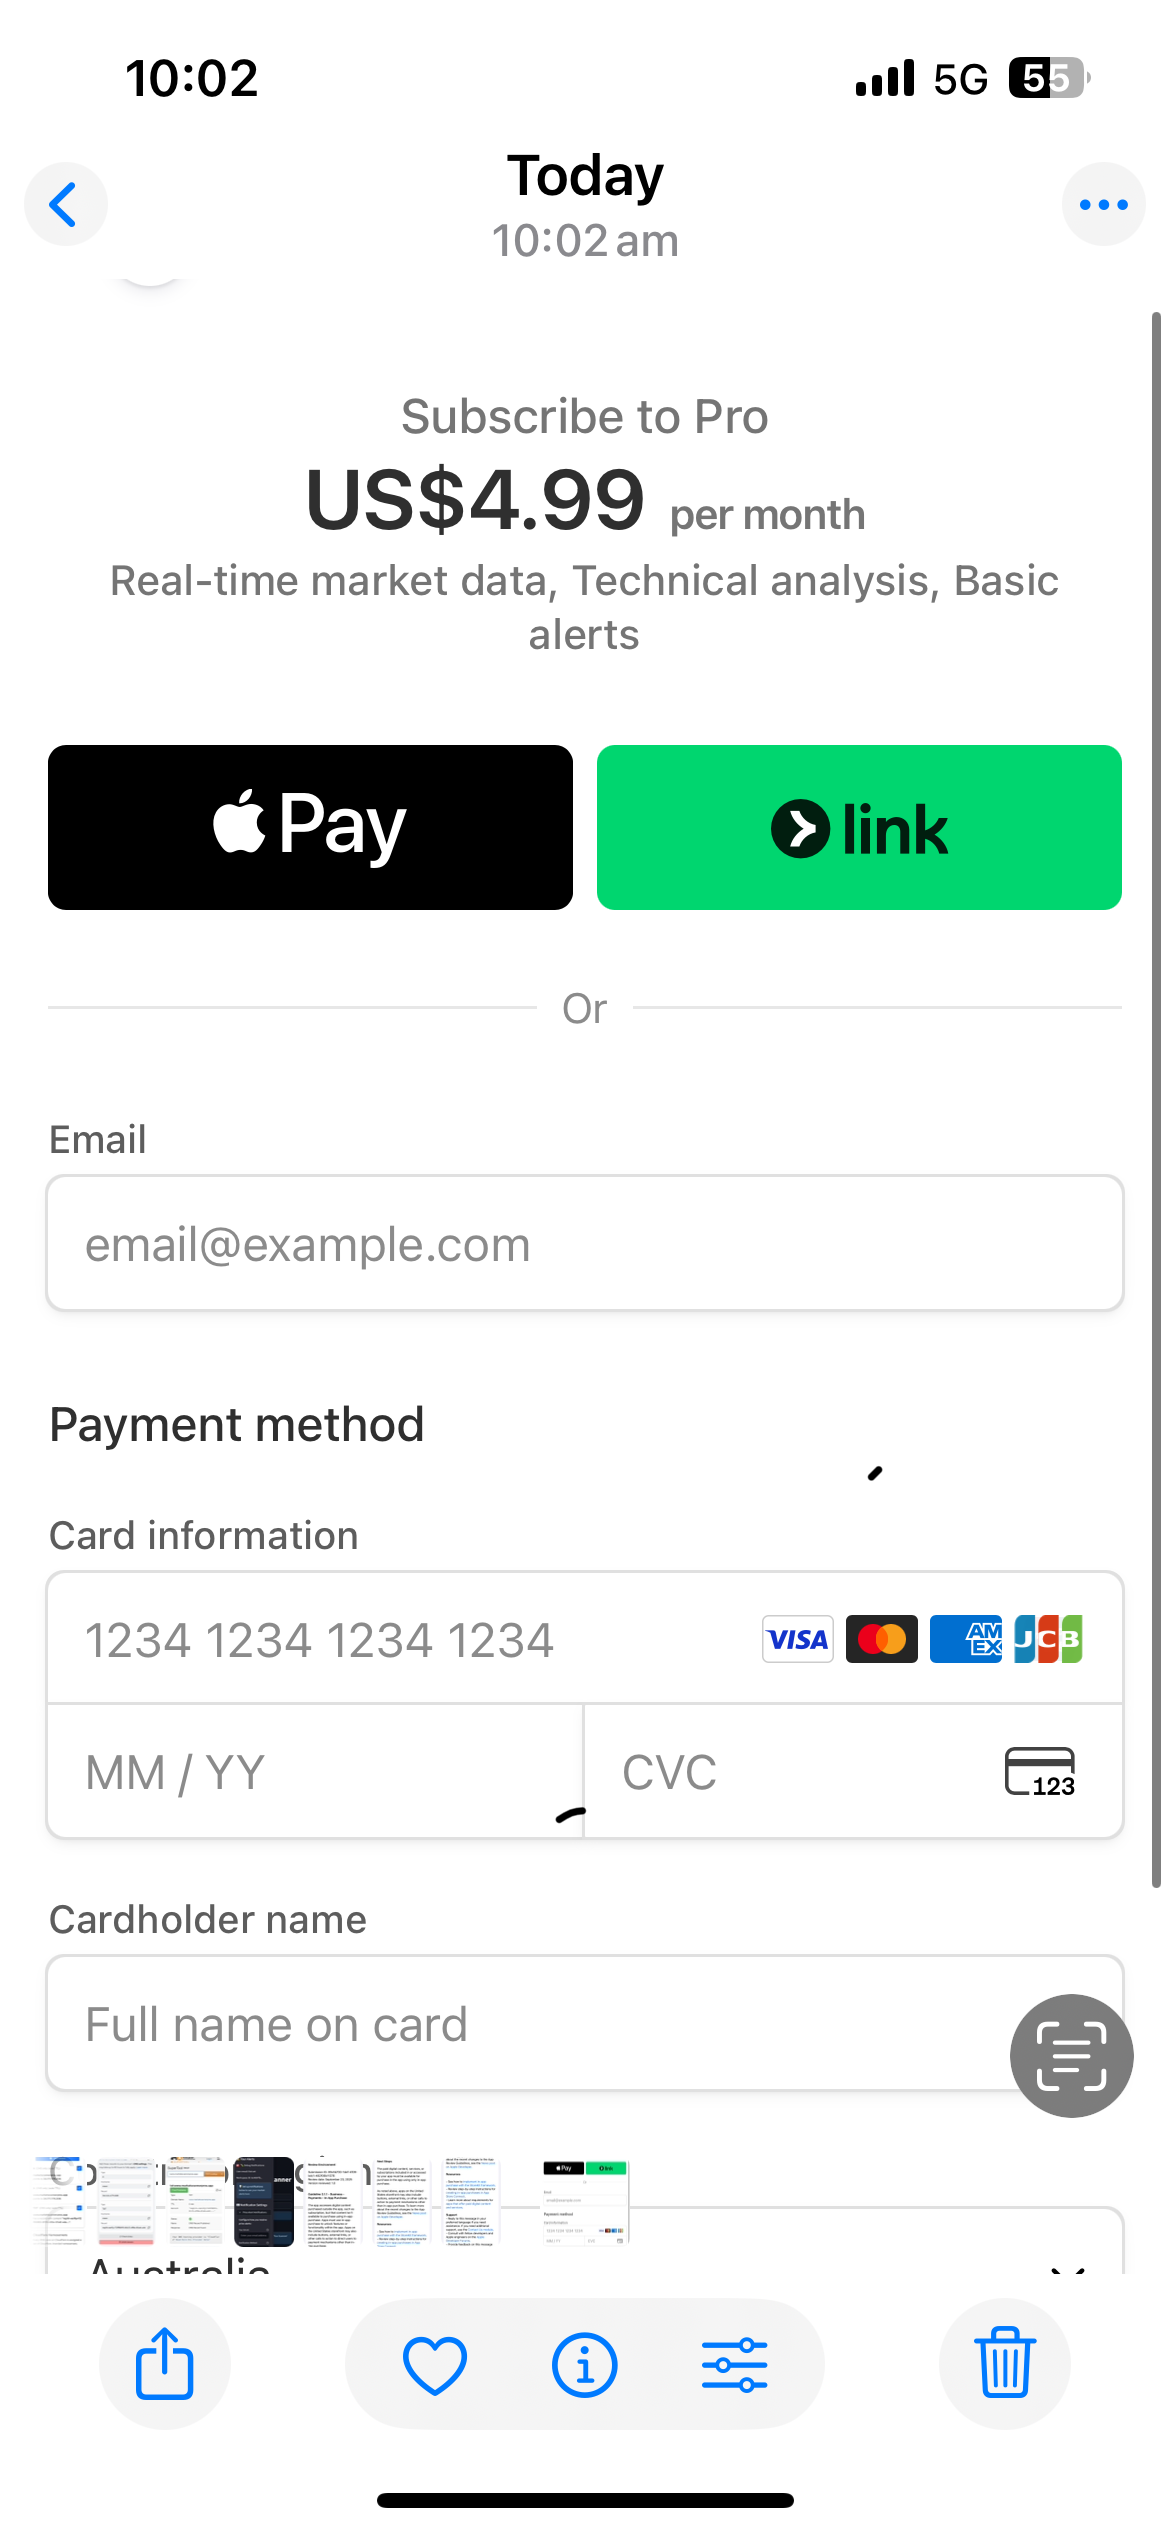 10:02
5G 55
Today
10:02 am
Subscribe to Pro
US$4.99 per month
Real-time market data, Technical analysis, Basic
alerts
Pay
link
Or
Email
email@example.com
Payment method
Card information
1234 1234 1234 1234
VISA
AM
EX
JCB
MM / YY
CVC
123
Cardholder name
Full name on card
Australia